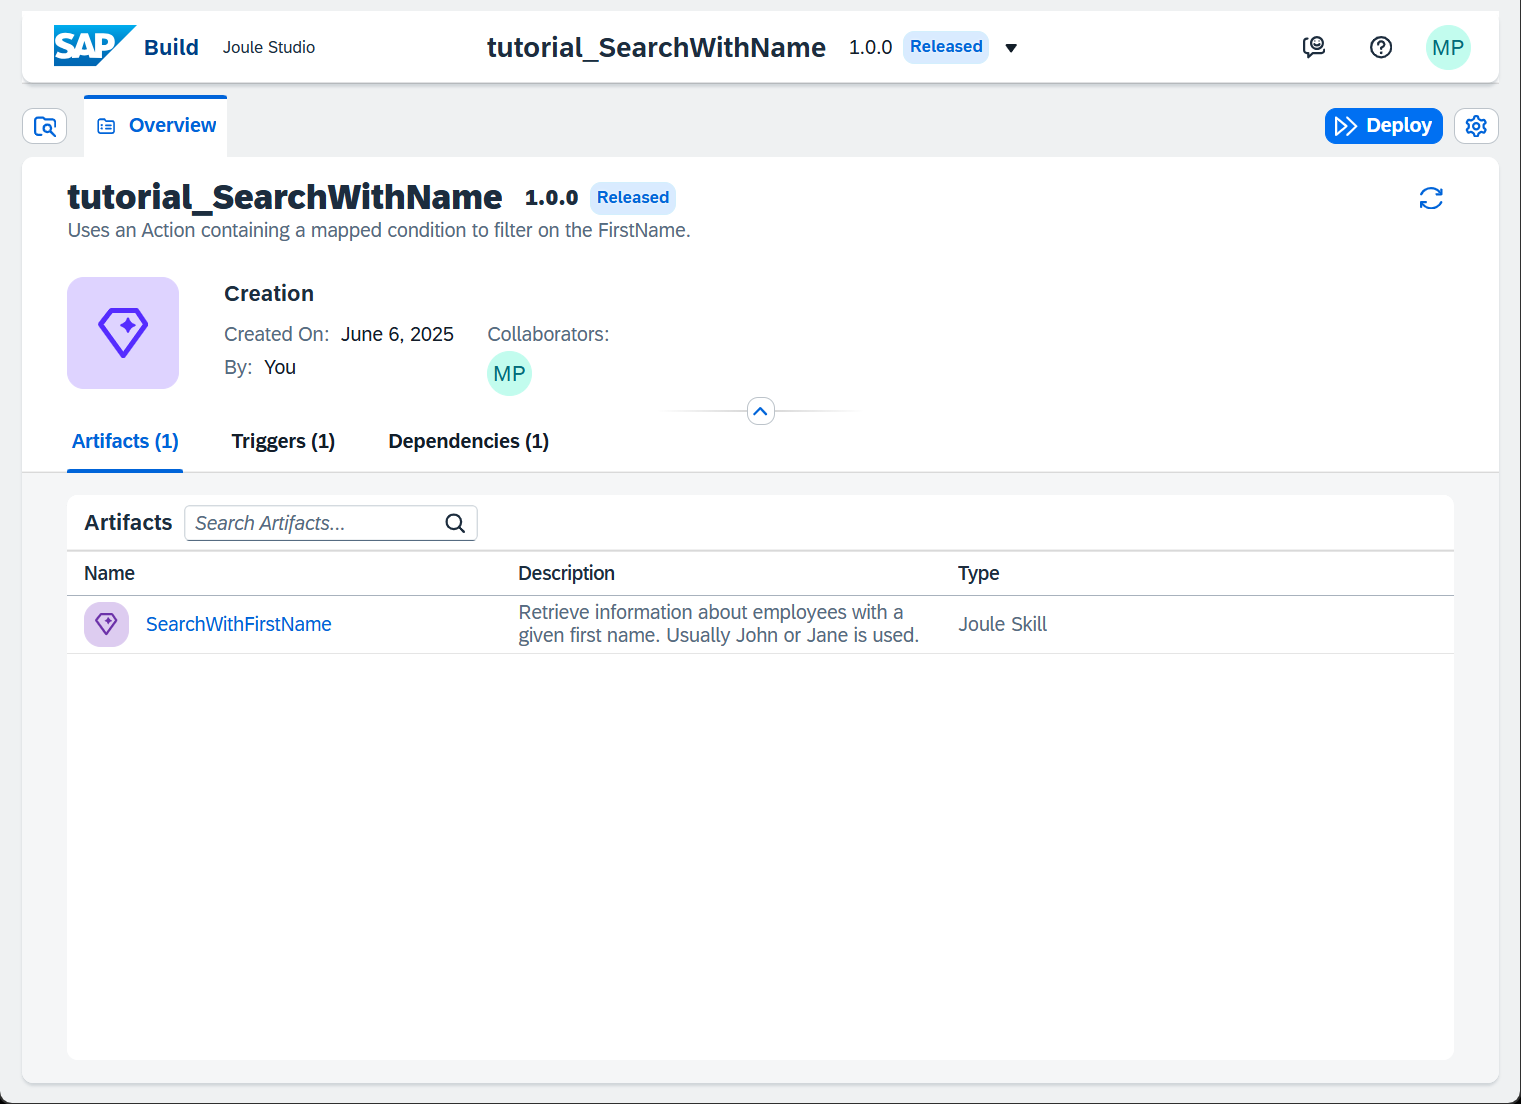 SAP Build Joule Studio tutorial_SearchWithName 1.0.0 Released MP
Overview Deploy
tutorial_SearchWithName 1.0.0 Released
Uses an Action containing a mapped condition to filter on the FirstName.
Creation
Created On: June 6, 2025 Collaborators:
By: You MP
Artifacts (1) Triggers (1) Dependencies (1)
Artifacts Search Artifacts...
Name Description Type
SearchWithFirstName Retrieve information about employees with a given first name. Usually John or Jane is used. Joule Skill